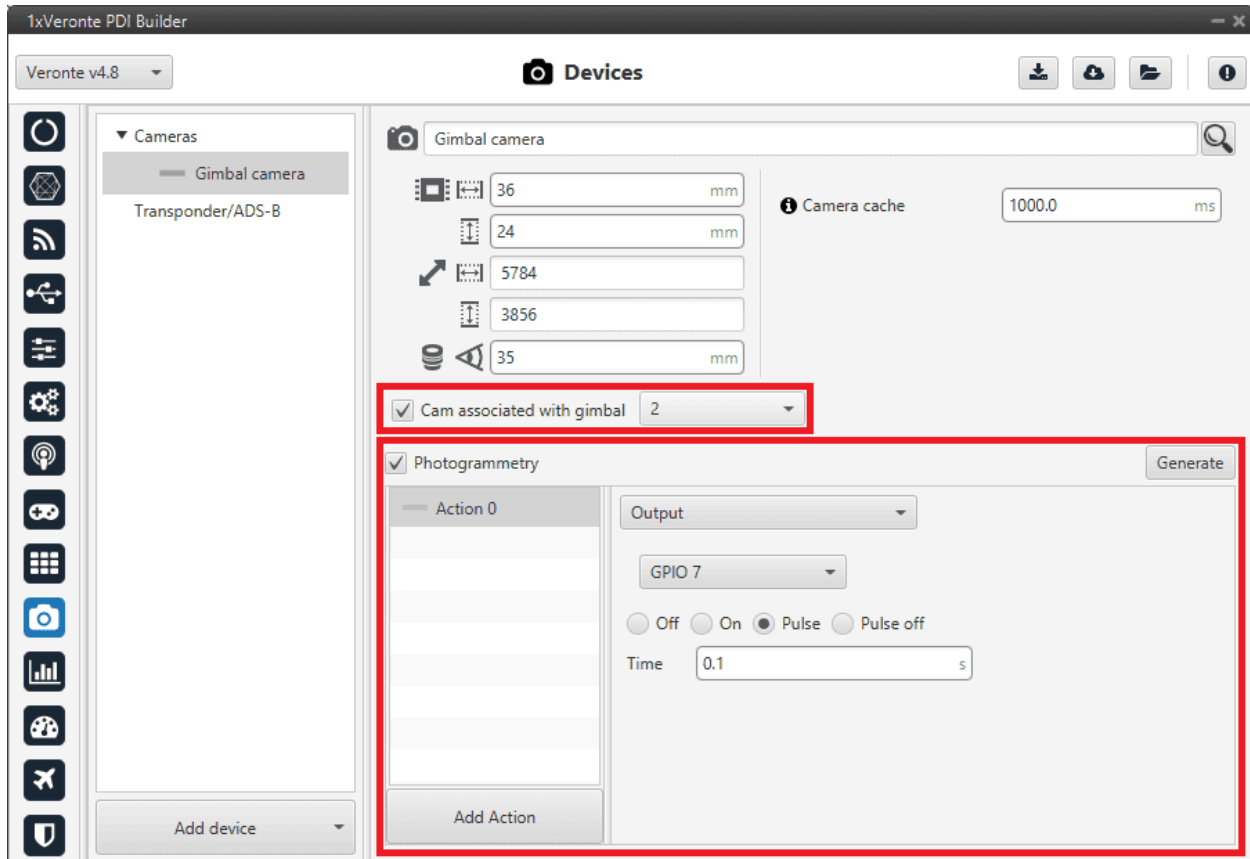 1xVeronte PDI Builder
Veronte v4.8
Devices
Cameras
Gimbal camera
Transponder/ADS-B
Add device
Gimbal camera
36 mm
24 mm
5784
3856
35 mm
Camera cache 1000.0 ms
Cam associated with gimbal 2
Photogrammetry Generate
Action 0
Add Action
Output
GPIO 7
Off On Pulse Pulse off
Time 0.1 s